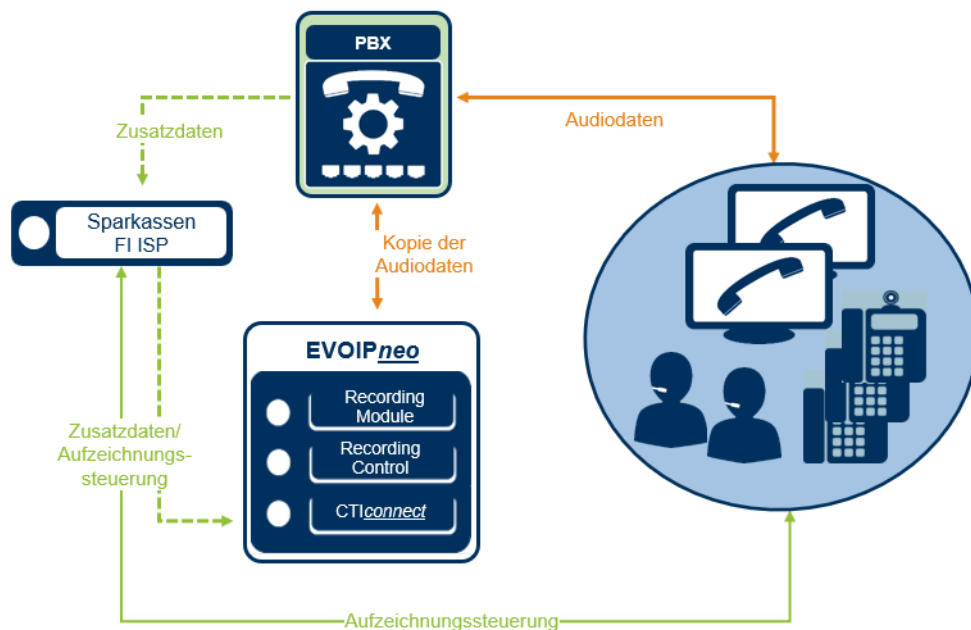 PBX
Zusatzdaten
Audiodaten
Sparkassen
FI ISP
Kopie der
Audiodaten
EVOIPneo
Recording
Module
Recording
Control
CTIconnect
Zusatzdaten/
Aufzeichnungs-
steuerung
Aufzeichnungssteuerung